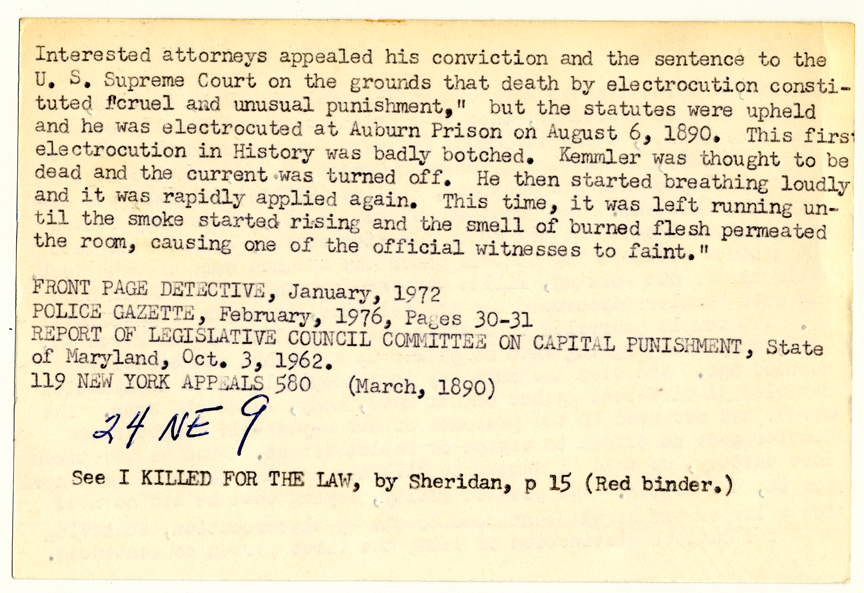 Interested attorneys appealed his conviction and the sentence to the
U. S. Supreme Court on the grounds that death by electrocution consti-
tuted "cruel and unusual punishment," but the statutes were upheld
and he was electrocuted at Auburn Prison on August 6, 1890. This first
electrocution in History was badly botched. Kemmler was thought to be
dead and the current was turned off. He then started breathing loudly
and it was rapidly applied again. This time, it was left running un-
til the smoke started rising and the smell of burned flesh permeated
the room, causing one of the official witnesses to faint."
FRONT PAGE DETECTIVE, January, 1972
POLICE GAZETTE, February, 1976, Pages 30-31
REPORT OF LEGISLATIVE COUNCIL COMMITTEE ON CAPITAL PUNISHMENT, State
of Maryland, Oct. 3, 1962.
119 NEW YORK APPEALS 580 (March, 1890)
24 NE 9
See I KILLED FOR THE LAW, by Sheridan, p 15 (Red binder.)